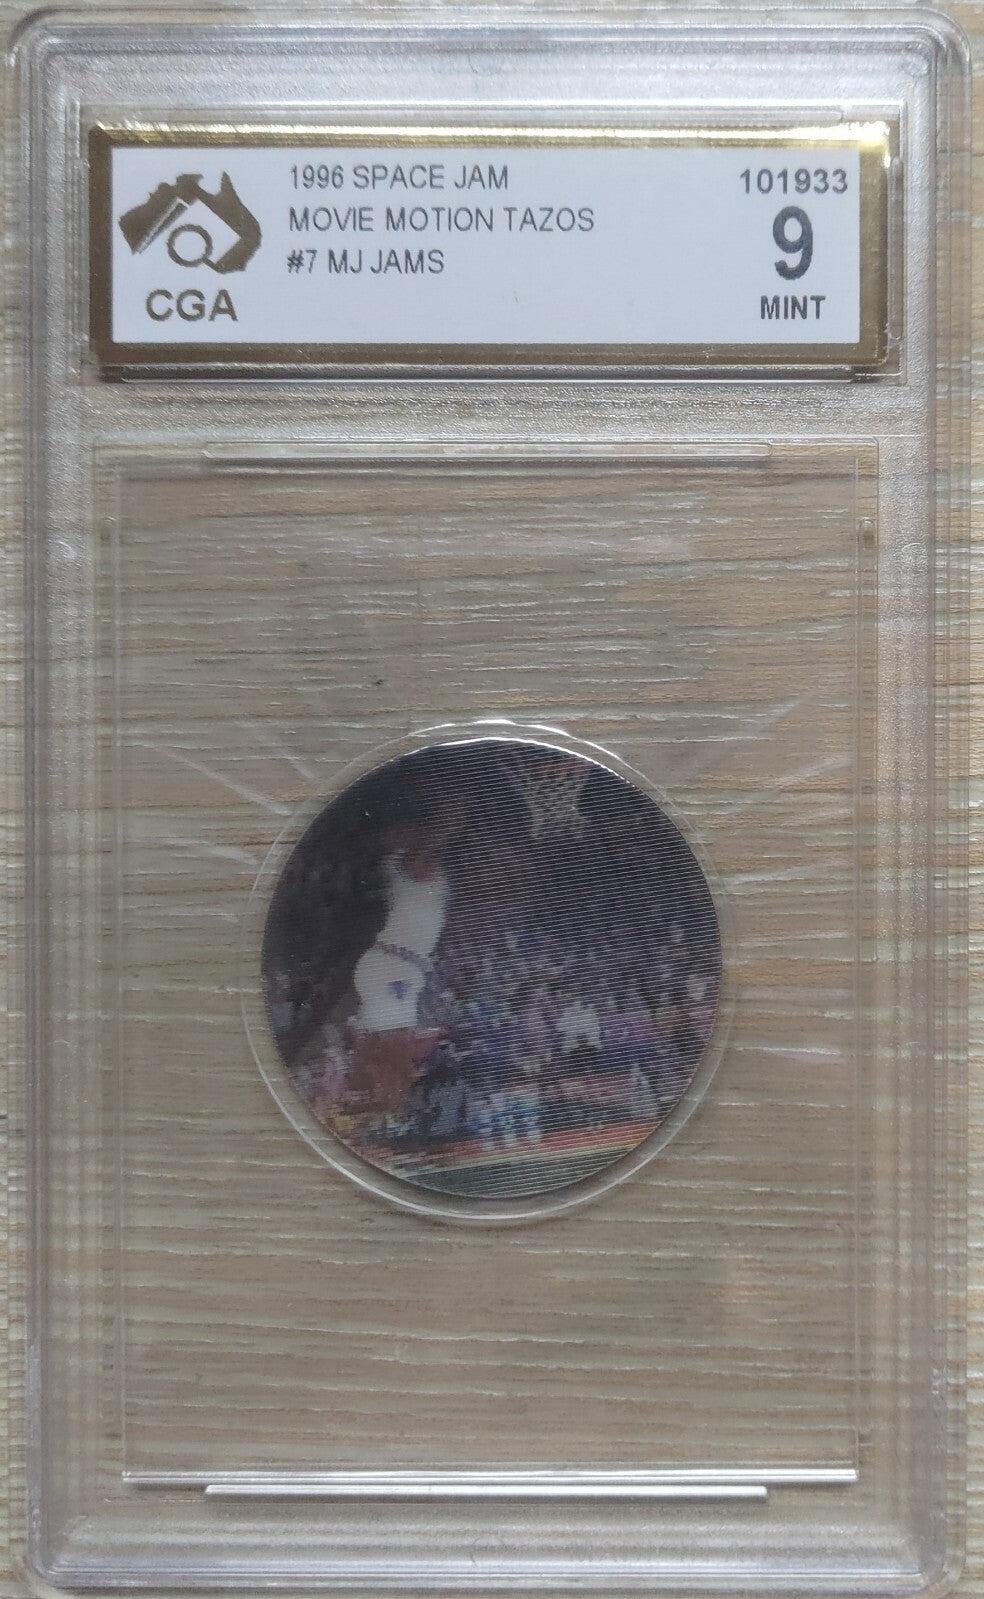 1996 SPACE JAM
MOVIE MOTION TAZOS
#7 MJ JAMS
CGA
101933
9
MINT